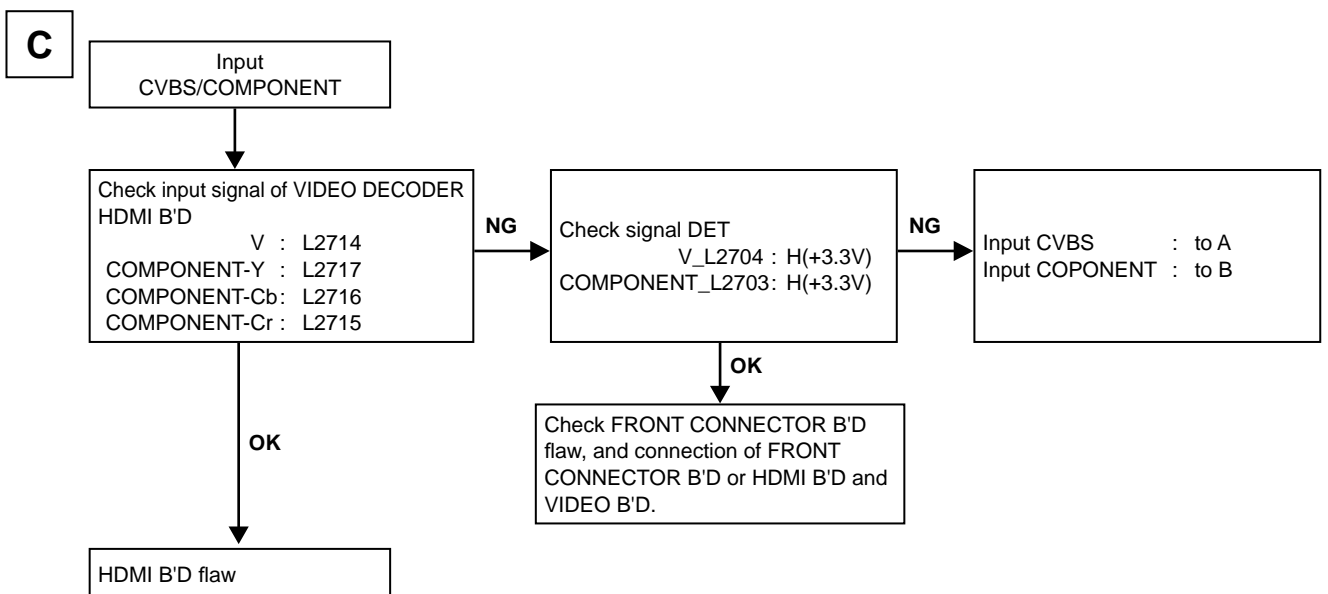 C
Input
CVBS/COMPONENT
Check input signal of VIDEO DECODER
HDMI B'D
V : L2714
COMPONENT-Y : L2717
COMPONENT-Cb : L2716
COMPONENT-Cr : L2715
NG
Check signal DET
V_L2704 : H(+3.3V)
COMPONENT_L2703 : H(+3.3V)
NG
Input CVBS : to A
Input COPONENT : to B
OK
Check FRONT CONNECTOR B'D
flaw, and connection of FRONT
CONNECTOR B'D or HDMI B'D and
VIDEO B'D.
OK
HDMI B'D flaw